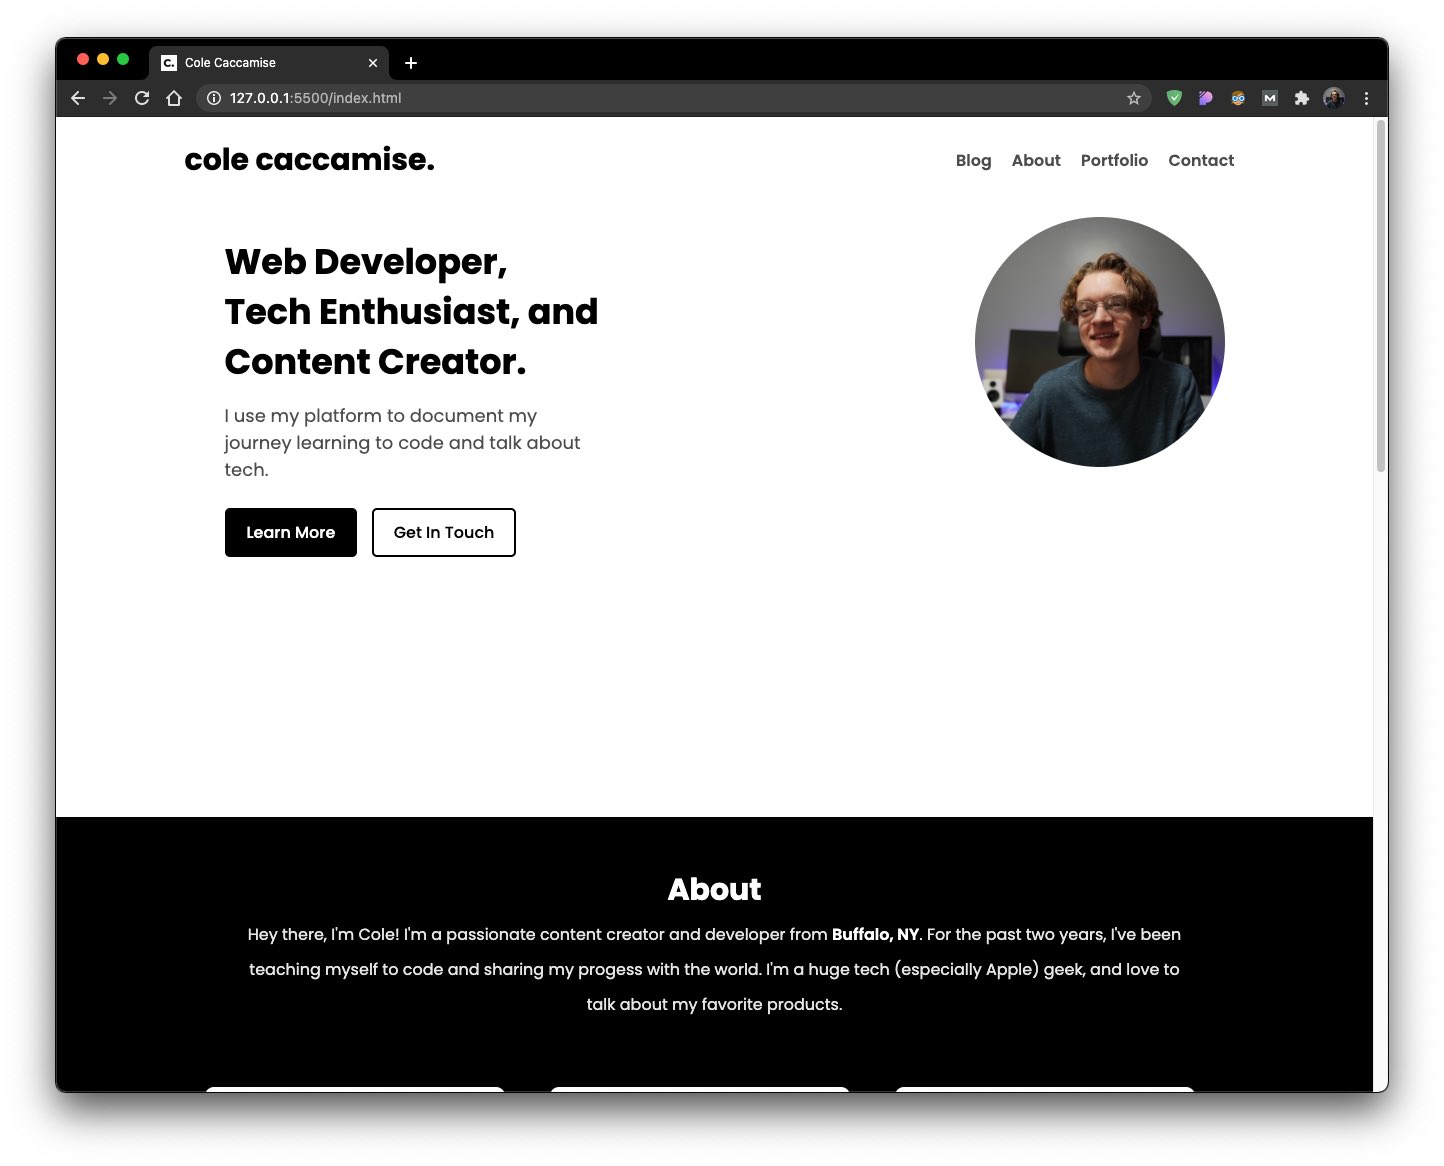 C. Cole Caccamise
127.0.0.1:5500/index.html
M
cole caccamise.
Blog About Portfolio Contact
Web Developer,
Tech Enthusiast, and
Content Creator.
I use my platform to document my
journey learning to code and talk about
tech.
Learn More Get In Touch
About
Hey there, I'm Cole! I'm a passionate content creator and developer from Buffalo, NY. For the past two years, I've been
teaching myself to code and sharing my progess with the world. I'm a huge tech (especially Apple) geek, and love to
talk about my favorite products.